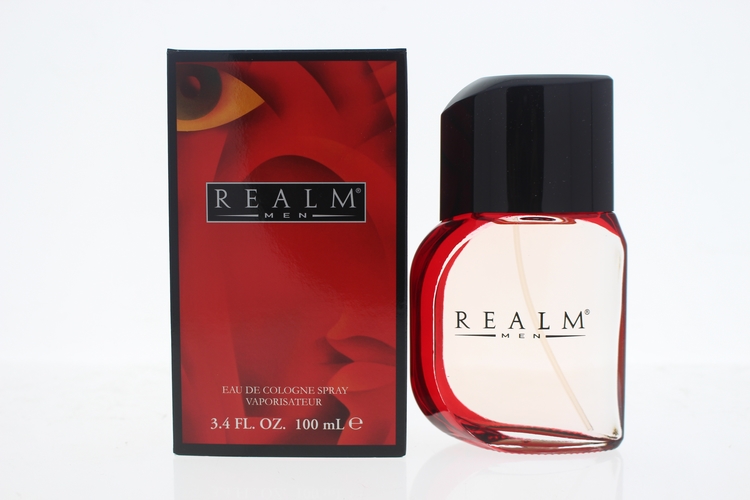 REALM®
MEN
EAU DE COLOGNE SPRAY
VAPORISATEUR
3.4 FL. OZ. 100 mL ℮
REALM®
MEN